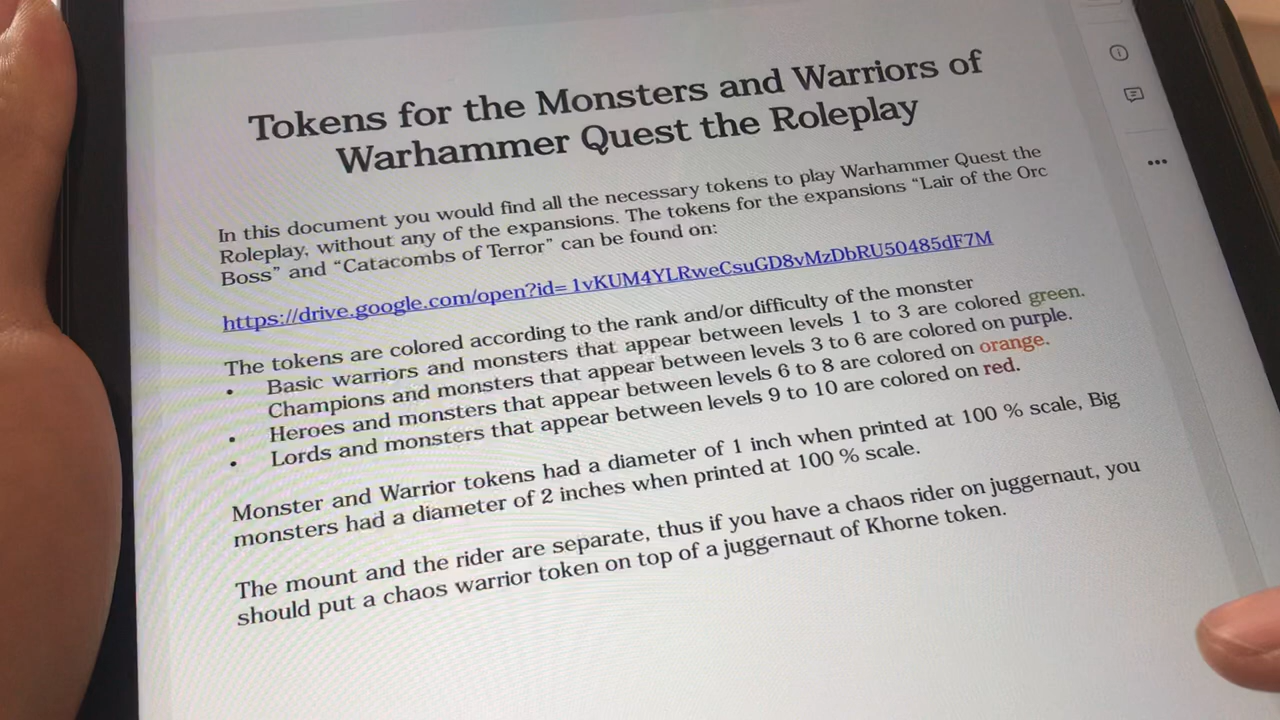 Tokens for the Monsters and Warriors of
Warhammer Quest the Roleplay
In this document you would find all the necessary tokens to play Warhammer Quest the
Roleplay, without any of the expansions. The tokens for the expansions “Lair of the Orc
Boss” and “Catacombs of Terror” can be found on:
https://drive.google.com/open?id=1vKUM4YLRweCsuGD8vMzDbRU50485dF7M
The tokens are colored according to the rank and/or difficulty of the monster
• Basic warriors and monsters that appear between levels 1 to 3 are colored green.
Champions and monsters that appear between levels 3 to 6 are colored on purple.
• Heroes and monsters that appear between levels 6 to 8 are colored on orange.
• Lords and monsters that appear between levels 9 to 10 are colored on red.
Monster and Warrior tokens had a diameter of 1 inch when printed at 100 % scale, Big
monsters had a diameter of 2 inches when printed at 100 % scale.
The mount and the rider are separate, thus if you have a chaos rider on juggernaut, you
should put a chaos warrior token on top of a juggernaut of Khorne token.